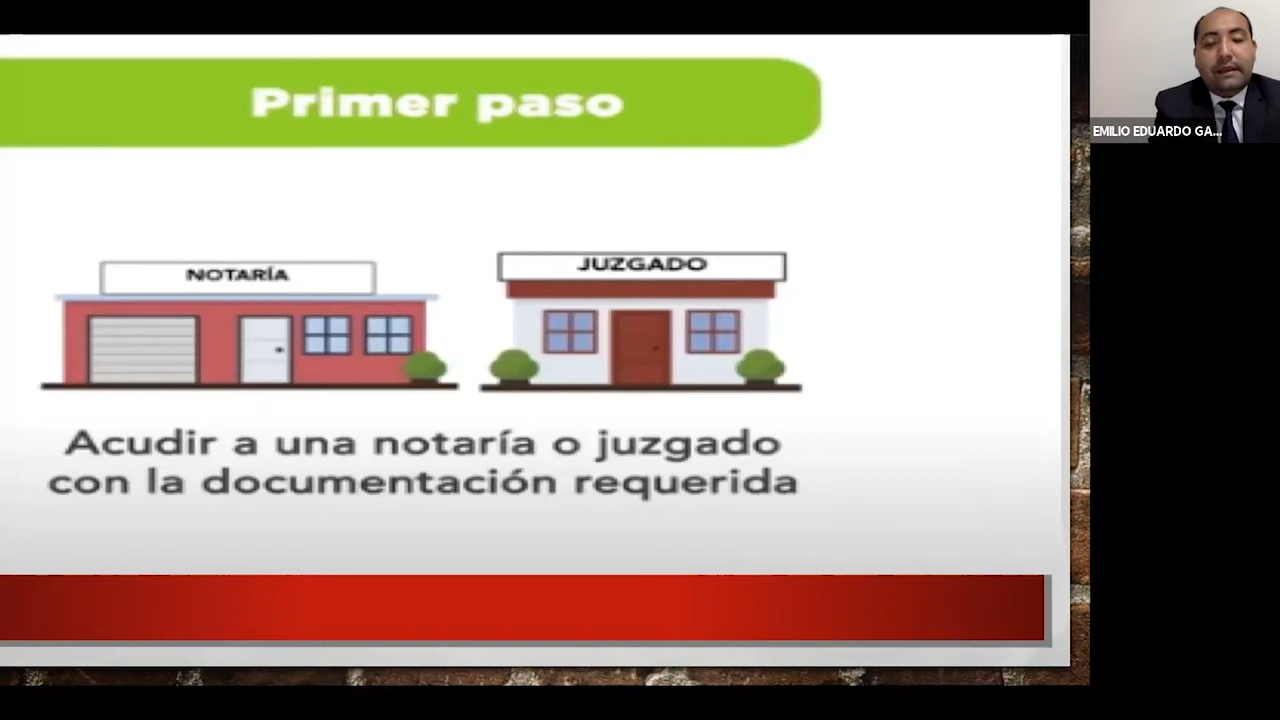 Primer paso
NOTARÍA
JUZGADO
Acudir a una notaría o juzgado
con la documentación requerida
EMILIO EDUARDO GA...